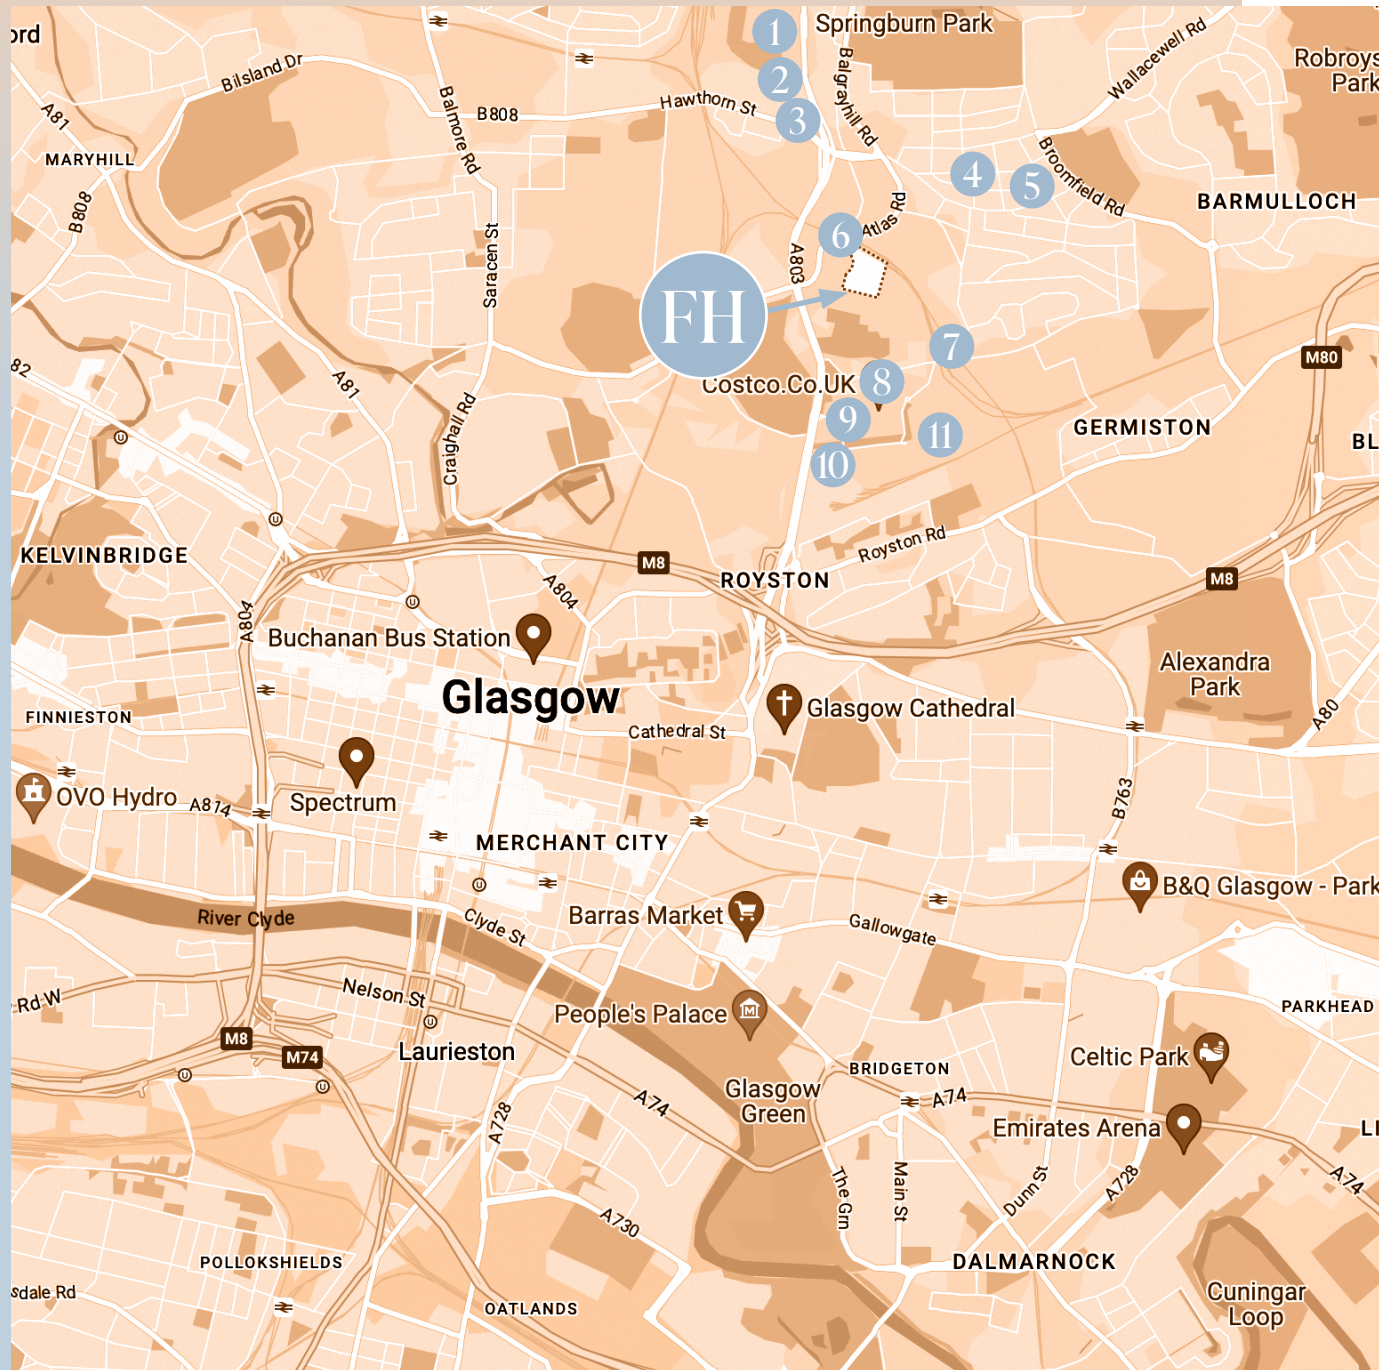 1
Springburn Park
ord
Bilsland Dr
2
Balgrayhill Rd
Wallacewell Rd
Robroys
Park
A81
Balmore Rd
B808
Hawthorn St
3
MARYHILL
Broomfield Rd
4
5
B808
BARMULLOCH
Saracen St
6
Atlas Rd
A803
FH
7
M80
82
A81
Costco.Co.UK
8
9
Craighall Rd
11
GERMISTON
BL
10
KELVINBRIDGE
M8
Royston Rd
ROYSTON
M8
A804
A804
Buchanan Bus Station
Alexandra
Park
Glasgow
Glasgow Cathedral
FINNIESTON
Cathedral St
A80
OVO Hydro
A814
Spectrum
B763
MERCHANT CITY
B&Q Glasgow - Park
River Clyde
Clyde St
Barras Market
Gallowgate
Rd W
Nelson St
People's Palace
PARKHEAD
M8
M74
Laurieston
BRIDGETON
Celtic Park
Glasgow
Green
A74
A74
A728
Emirates Arena
LI
The Grn
Main St
Dunn St
A728
A74
A730
POLLOKSHIELDS
DALMARNOCK
sdale Rd
OATLANDS
Cuningar
Loop